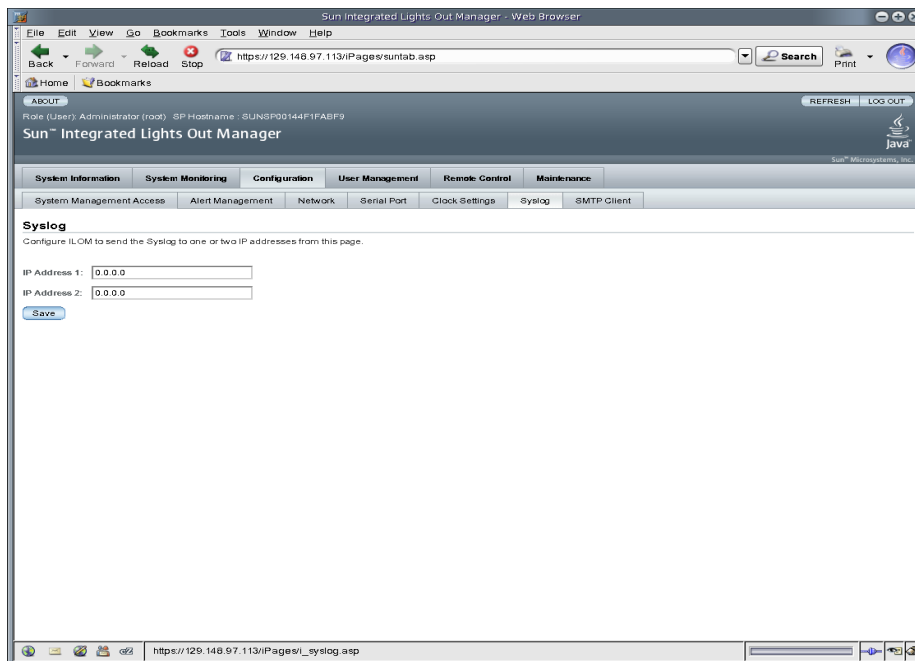 Sun Integrated Lights Out Manager - Web Browser
File Edit View Go Bookmarks Tools Window Help
Back Forward Reload Stop https://129.148.97.113/iPages/suntab.asp Search Print
Home Bookmarks
ABOUT REFRESH LOG OUT
Role (User): Administrator (root) SP Hostname : SUNSP00144F1FABF9
Sun™ Integrated Lights Out Manager
Java™
Sun™ Microsystems, Inc.
System Information System Monitoring Configuration User Management Remote Control Maintenance
System Management Access Alert Management Network Serial Port Clock Settings Syslog SMTP Client
Syslog
Configure ILOM to send the Syslog to one or two IP addresses from this page.
IP Address 1: 0.0.0.0
IP Address 2: 0.0.0.0
Save
https://129.148.97.113/iPages/i_syslog.asp